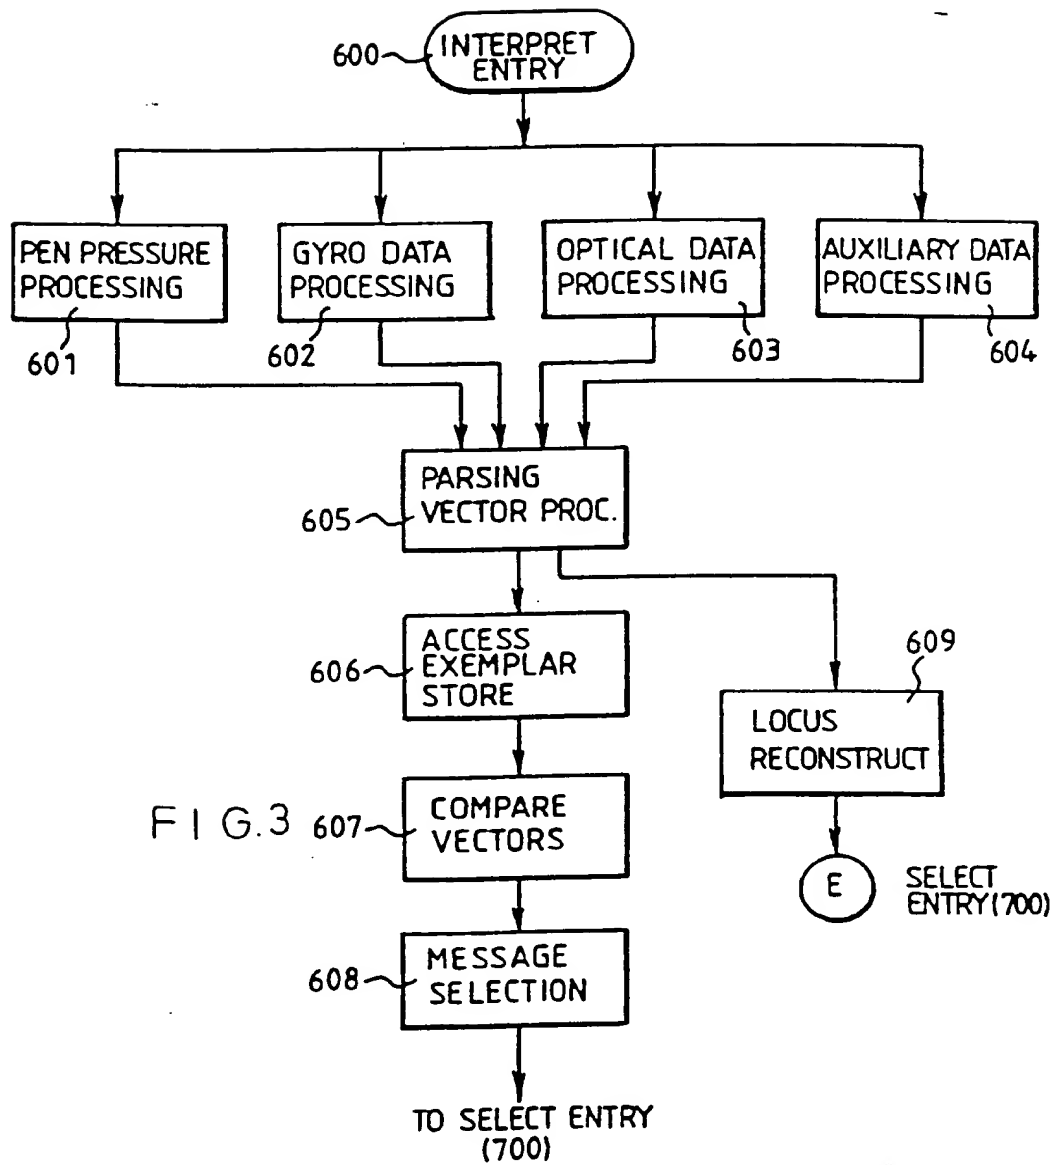 600
INTERPRET
ENTRY
PEN PRESSURE
PROCESSING
601
GYRO DATA
PROCESSING
602
OPTICAL DATA
PROCESSING
603
AUXILIARY DATA
PROCESSING
604
PARSING
VECTOR PROC.
605
ACCESS
EXEMPLAR
STORE
606
609
LOCUS
RECONSTRUCT
FIG.3
607
COMPARE
VECTORS
E
SELECT
ENTRY(700)
608
MESSAGE
SELECTION
TO SELECT ENTRY
(700)